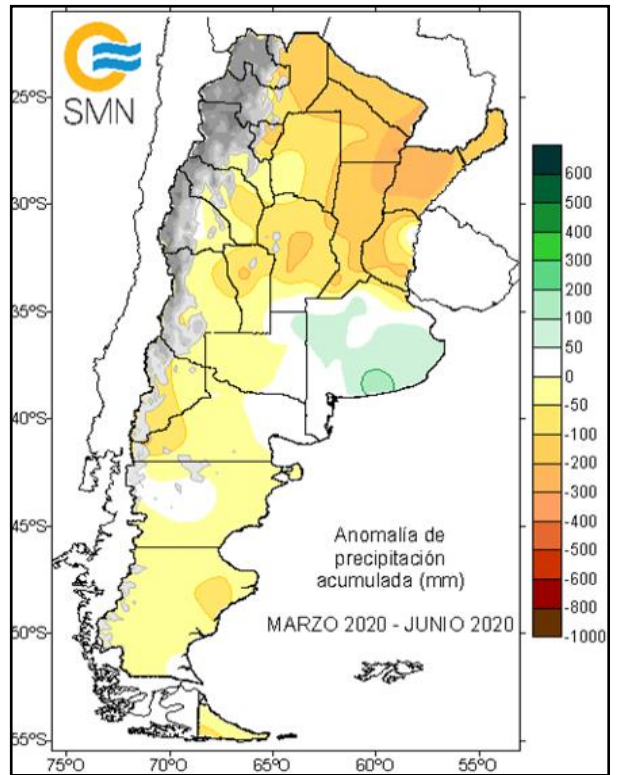 SMN
25ºS
30ºS
35ºS
40ºS
45ºS
50ºS
55ºS
75ºO
70ºO
65ºO
60ºO
55ºO
600
500
400
300
200
100
50
0
-50
-100
-200
-300
-400
-500
-600
-800
-1000
Anomalía de
precipitación
acumulada (mm)
MARZO 2020 - JUNIO 2020